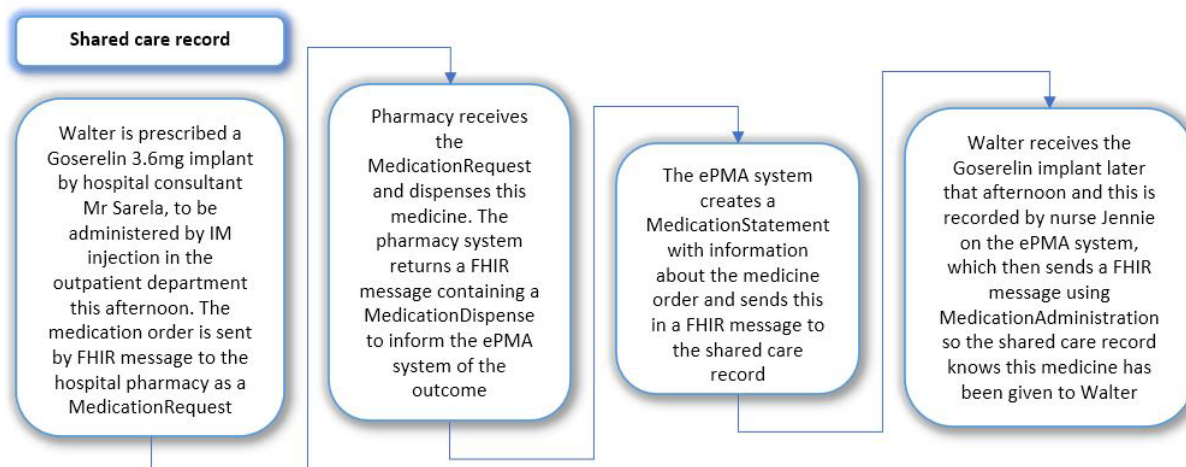 Shared care record
Walter is prescribed a
Goserelin 3.6mg implant
by hospital consultant
Mr Sarela, to be
administered by IM
injection in the
outpatient department
this afternoon. The
medication order is sent
by FHIR message to the
hospital pharmacy as a
MedicationRequest
Pharmacy receives
the
MedicationRequest
and dispenses this
medicine. The
pharmacy system
returns a FHIR
message containing a
MedicationDispense
to inform the ePMA
system of the
outcome
The ePMA system
creates a
MedicationStatement
with information
about the medicine
order and sends this
in a FHIR message to
the shared care
record
Walter receives the
Goserelin implant later
that afternoon and this is
recorded by nurse Jennie
on the ePMA system,
which then sends a FHIR
message using
MedicationAdministration
so the shared care record
knows this medicine has
been given to Walter